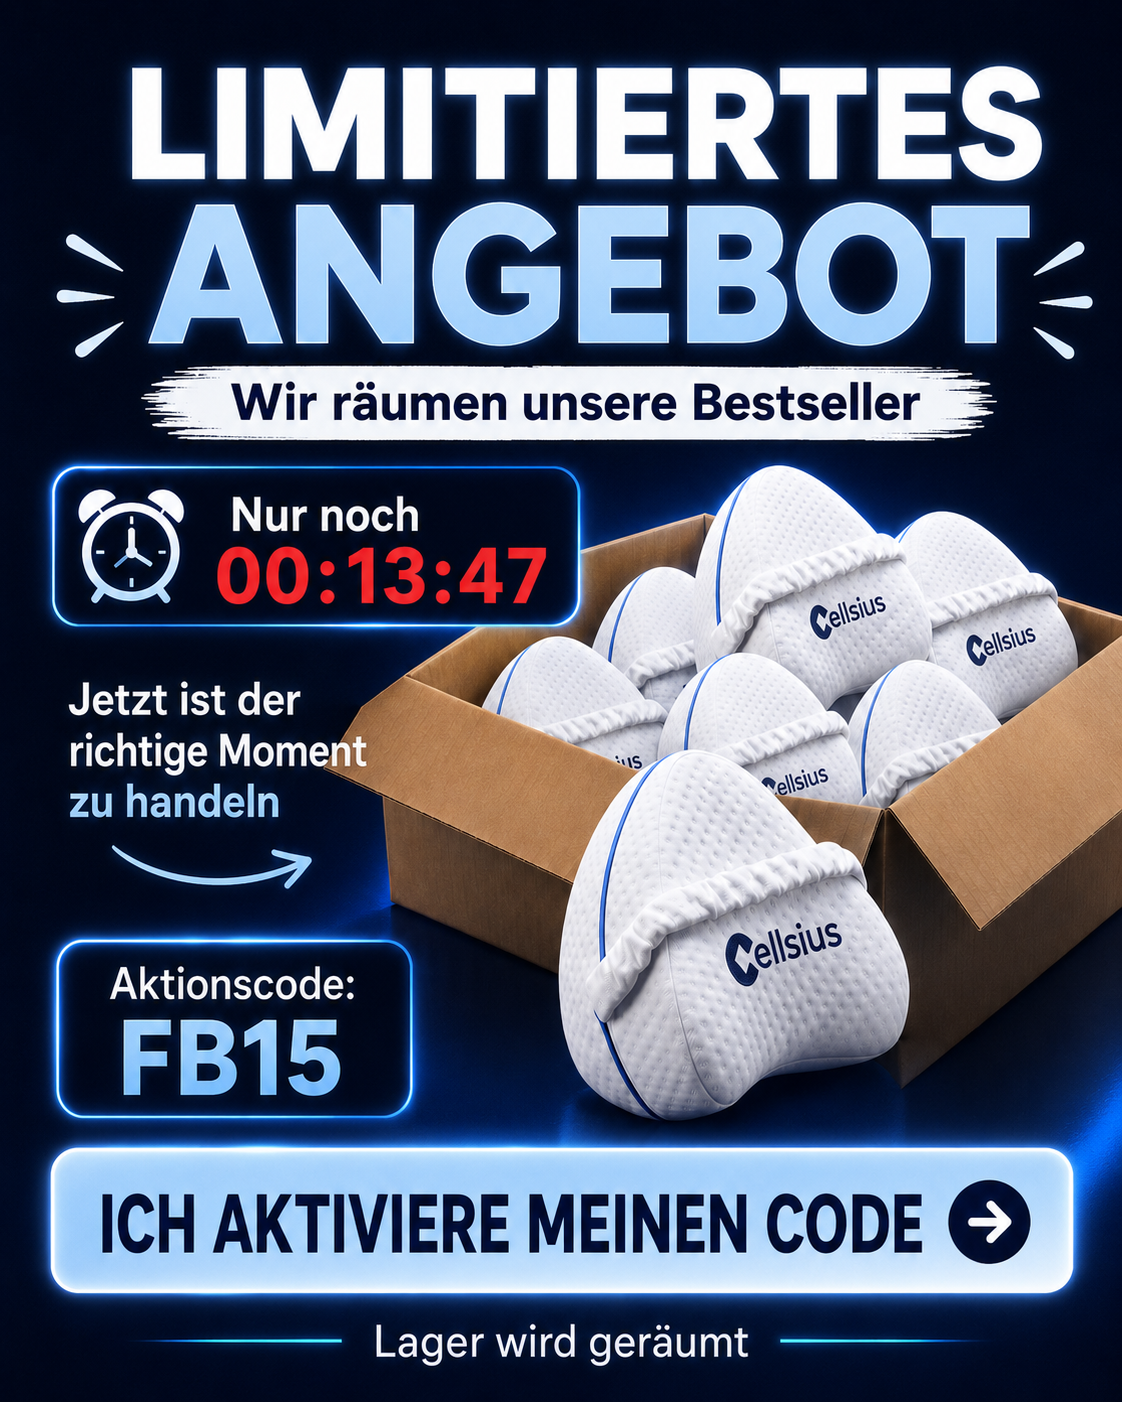 LIMITIERTES
ANGEBOT
Wir räumen unsere Bestseller
Nur noch
00:13:47
Jetzt ist der
richtige Moment
zu handeln
Cellsius
Cellsius
ius
Cellsius
Cellsius
Aktionscode:
FB15
ICH AKTIVIERE MEINEN CODE
Lager wird geräumt